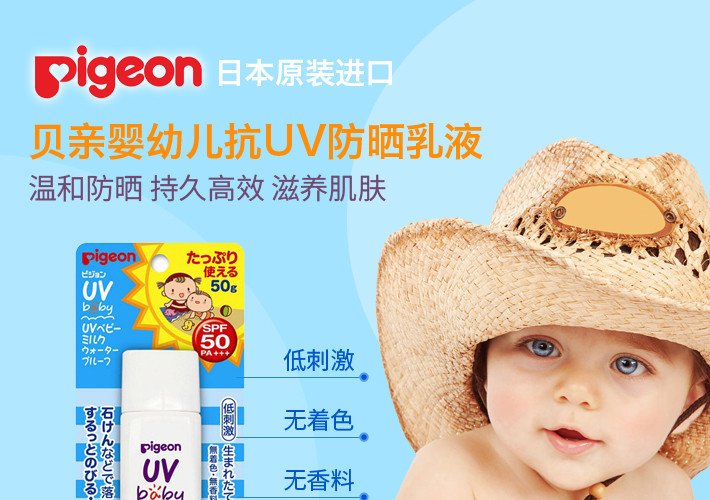 Pigeon 日本原装进口
贝亲婴幼儿抗UV防晒乳液
温和防晒 持久高效 滋养肌肤
Pigeon
ピジョン
UV
baby
UVベビー
ミルク
ウォーター
プルーフ
たっぷり
使える
50g
SPF
50
PA+++
低刺激
无着色
无香料
石けんなどで落
するっとのびる
低刺激
生まれたて
無着色・無香料
Pigeon
UV
baby